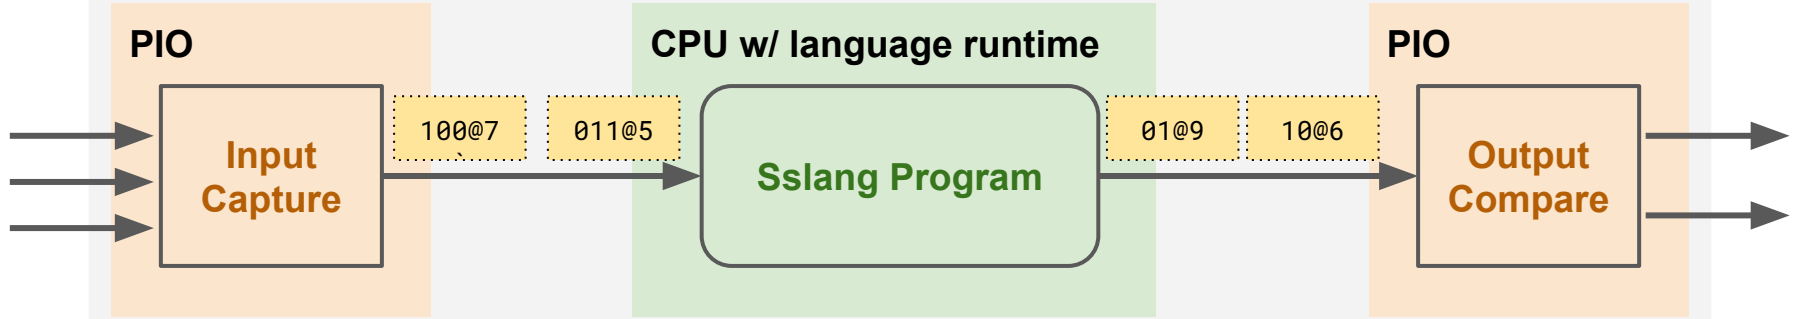 PIO
Input
Capture
100@7
`
011@5
CPU w/ language runtime
Sslang Program
01@9
10@6
PIO
Output
Compare